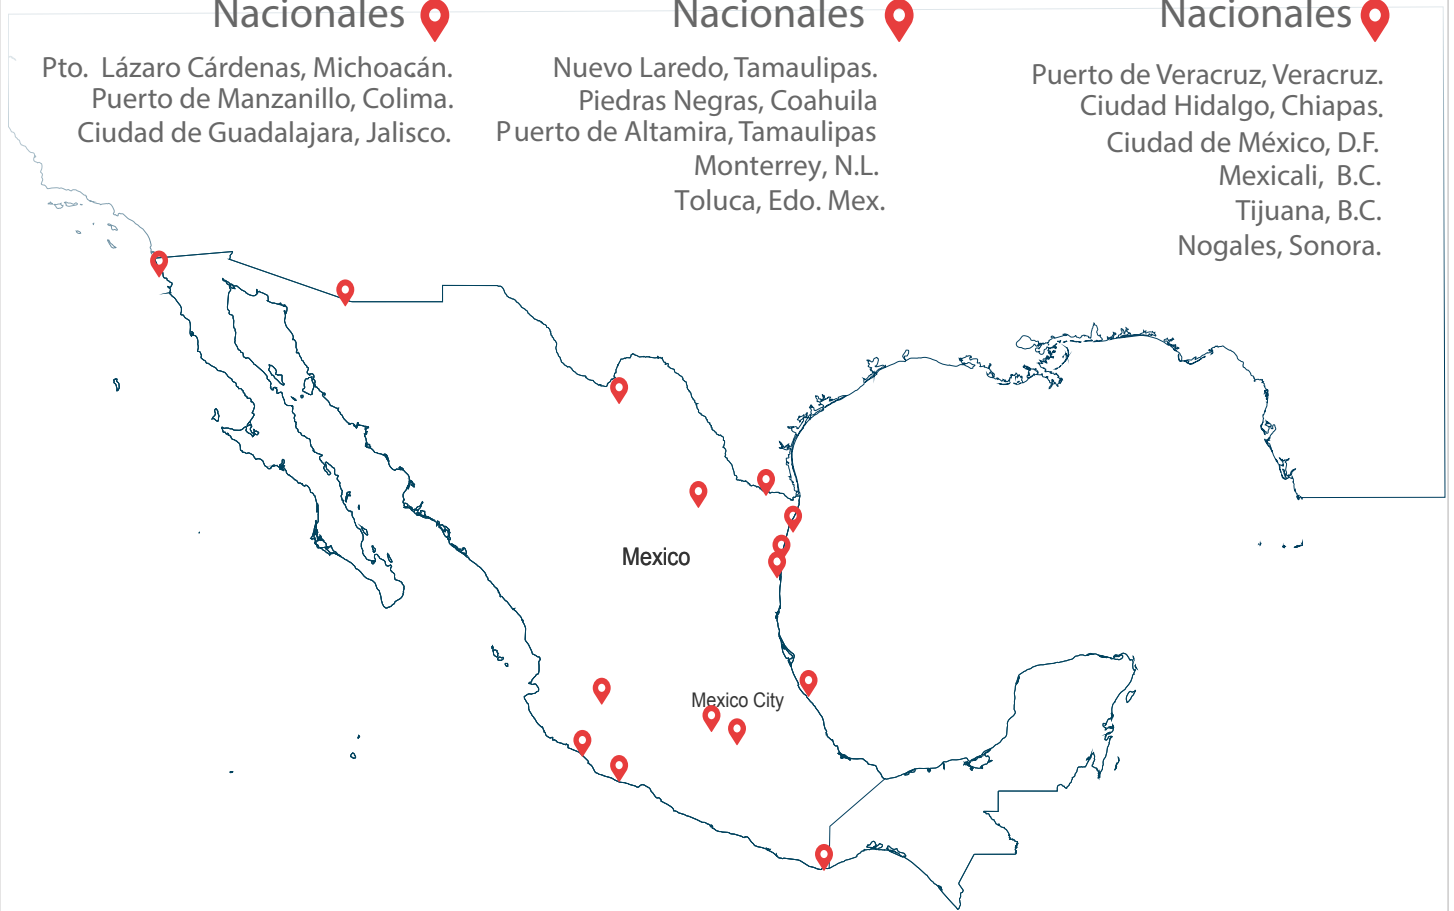 Nacionales
Pto. Lázaro Cárdenas, Michoacán.
Puerto de Manzanillo, Colima.
Ciudad de Guadalajara, Jalisco.
Nacionales
Nuevo Laredo, Tamaulipas.
Piedras Negras, Coahuila
Puerto de Altamira, Tamaulipas
Monterrey, N.L.
Toluca, Edo. Mex.
Nacionales
Puerto de Veracruz, Veracruz.
Ciudad Hidalgo, Chiapas.
Ciudad de México, D.F.
Mexicali, B.C.
Tijuana, B.C.
Nogales, Sonora.
Mexico
Mexico City